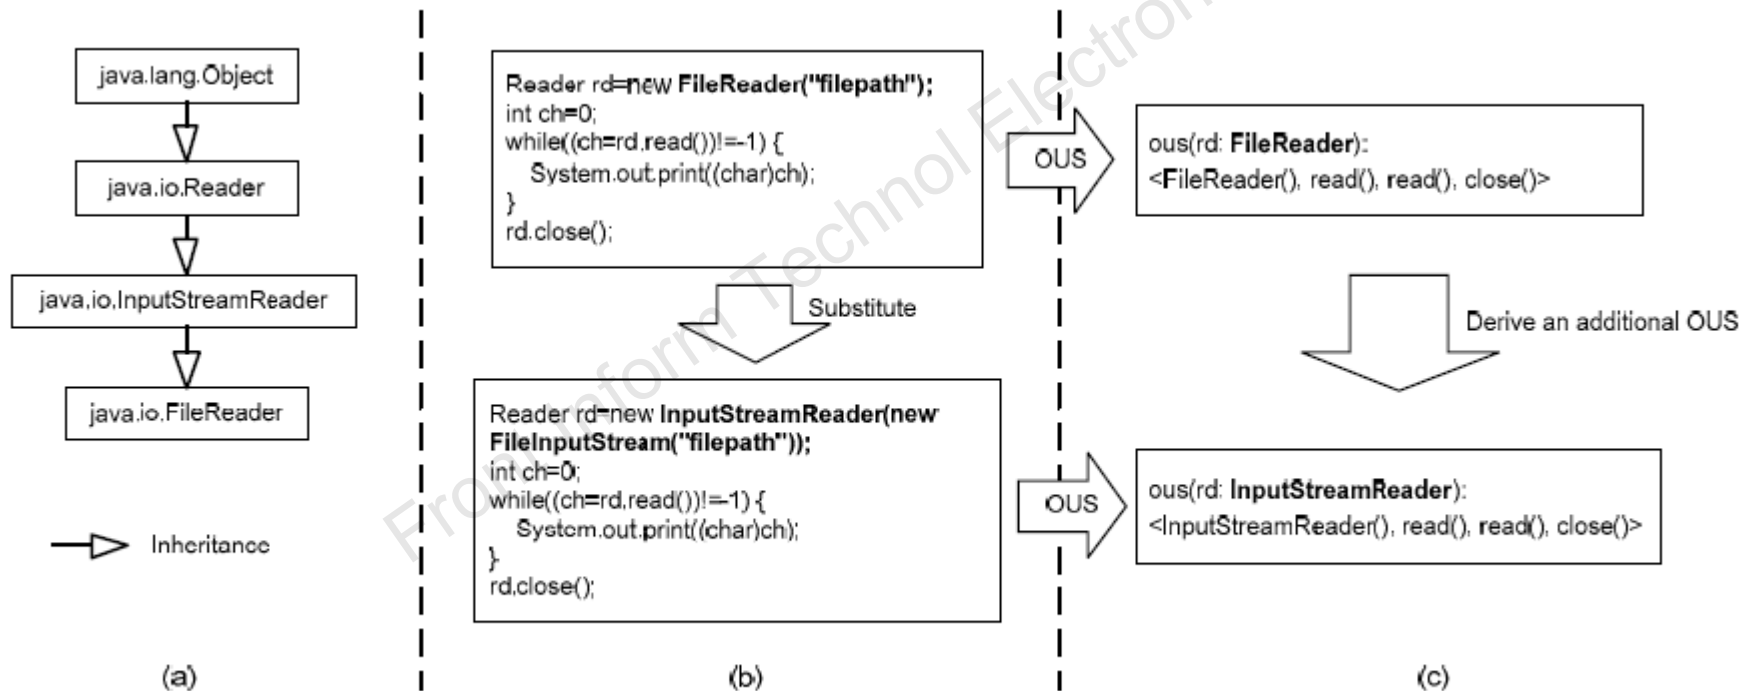 java.lang.Object
java.io.Reader
java.io.InputStreamReader
java.io.FileReader
Inheritance
(a)
Reader rd=new FileReader("filepath");
int ch=0;
while((ch=rd.read())!=-1) {
System.out.print((char)ch);
}
rd.close();
Substitute
Reader rd=new InputStreamReader(new
FileInputStream("filepath"));
int ch=0;
while((ch=rd.read())!=-1) {
System.out.print((char)ch);
}
rd.close();
(b)
OUS
OUS
ous(rd: FileReader):
<FileReader(), read(), read(), close()>
Derive an additional OUS
ous(rd: InputStreamReader):
<InputStreamReader(), read(), read(), close()>
(c)
Front Inform Technol Electron